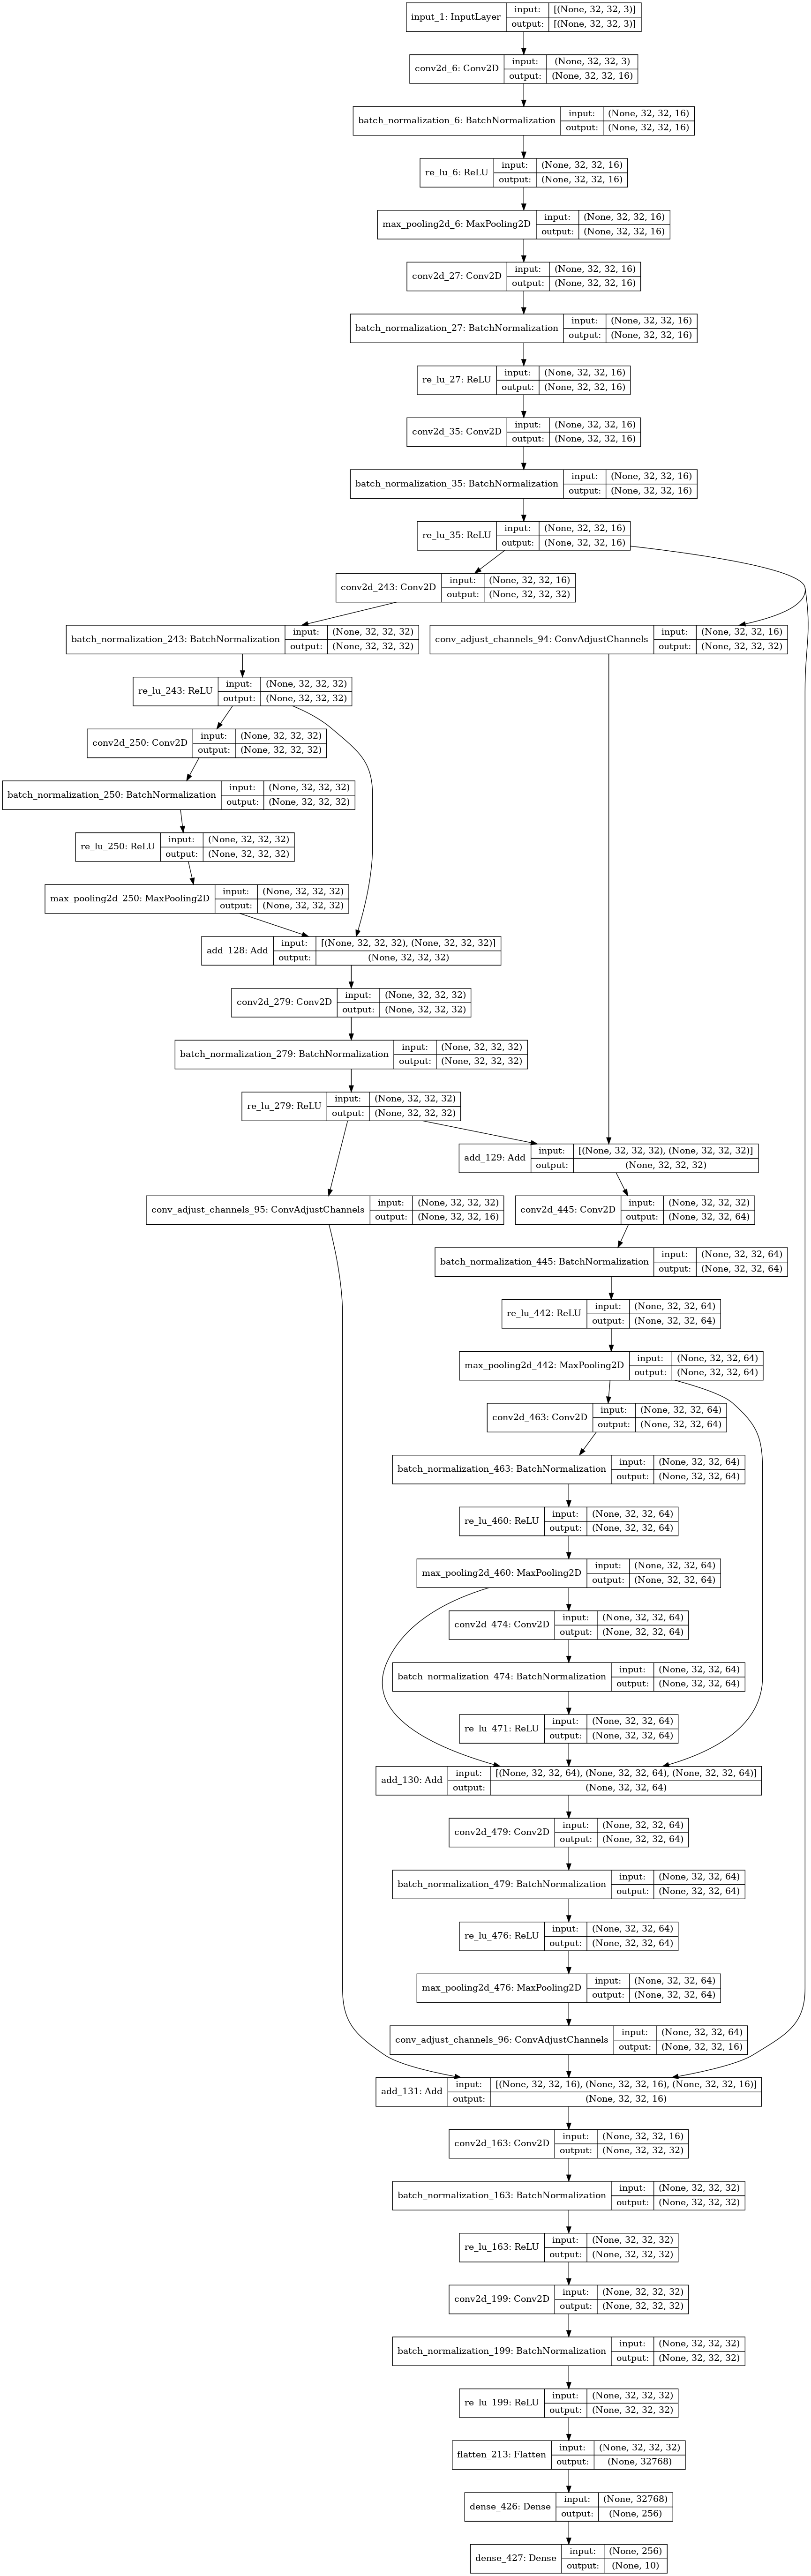 input_1: InputLayer input: [(None, 32, 32, 3)]
output: [(None, 32, 32, 3)]
conv2d_6: Conv2D input: (None, 32, 32, 3)
output: (None, 32, 32, 16)
batch_normalization_6: BatchNormalization input: (None, 32, 32, 16)
output: (None, 32, 32, 16)
re_lu_6: ReLU input: (None, 32, 32, 16)
output: (None, 32, 32, 16)
max_pooling2d_6: MaxPooling2D input: (None, 32, 32, 16)
output: (None, 32, 32, 16)
conv2d_27: Conv2D input: (None, 32, 32, 16)
output: (None, 32, 32, 16)
batch_normalization_27: BatchNormalization input: (None, 32, 32, 16)
output: (None, 32, 32, 16)
re_lu_27: ReLU input: (None, 32, 32, 16)
output: (None, 32, 32, 16)
conv2d_35: Conv2D input: (None, 32, 32, 16)
output: (None, 32, 32, 16)
batch_normalization_35: BatchNormalization input: (None, 32, 32, 16)
output: (None, 32, 32, 16)
re_lu_35: ReLU input: (None, 32, 32, 16)
output: (None, 32, 32, 16)
conv2d_243: Conv2D input: (None, 32, 32, 16)
output: (None, 32, 32, 32)
batch_normalization_243: BatchNormalization input: (None, 32, 32, 32)
output: (None, 32, 32, 32)
conv_adjust_channels_94: ConvAdjustChannels input: (None, 32, 32, 16)
output: (None, 32, 32, 32)
re_lu_243: ReLU input: (None, 32, 32, 32)
output: (None, 32, 32, 32)
conv2d_250: Conv2D input: (None, 32, 32, 32)
output: (None, 32, 32, 32)
batch_normalization_250: BatchNormalization input: (None, 32, 32, 32)
output: (None, 32, 32, 32)
re_lu_250: ReLU input: (None, 32, 32, 32)
output: (None, 32, 32, 32)
max_pooling2d_250: MaxPooling2D input: (None, 32, 32, 32)
output: (None, 32, 32, 32)
add_128: Add input: [(None, 32, 32, 32), (None, 32, 32, 32)]
output: (None, 32, 32, 32)
conv2d_279: Conv2D input: (None, 32, 32, 32)
output: (None, 32, 32, 32)
batch_normalization_279: BatchNormalization input: (None, 32, 32, 32)
output: (None, 32, 32, 32)
re_lu_279: ReLU input: (None, 32, 32, 32)
output: (None, 32, 32, 32)
add_129: Add input: [(None, 32, 32, 32), (None, 32, 32, 32)]
output: (None, 32, 32, 32)
conv_adjust_channels_95: ConvAdjustChannels input: (None, 32, 32, 32)
output: (None, 32, 32, 16)
conv2d_445: Conv2D input: (None, 32, 32, 32)
output: (None, 32, 32, 64)
batch_normalization_445: BatchNormalization input: (None, 32, 32, 64)
output: (None, 32, 32, 64)
re_lu_442: ReLU input: (None, 32, 32, 64)
output: (None, 32, 32, 64)
max_pooling2d_442: MaxPooling2D input: (None, 32, 32, 64)
output: (None, 32, 32, 64)
conv2d_463: Conv2D input: (None, 32, 32, 64)
output: (None, 32, 32, 64)
batch_normalization_463: BatchNormalization input: (None, 32, 32, 64)
output: (None, 32, 32, 64)
re_lu_460: ReLU input: (None, 32, 32, 64)
output: (None, 32, 32, 64)
max_pooling2d_460: MaxPooling2D input: (None, 32, 32, 64)
output: (None, 32, 32, 64)
conv2d_474: Conv2D input: (None, 32, 32, 64)
output: (None, 32, 32, 64)
batch_normalization_474: BatchNormalization input: (None, 32, 32, 64)
output: (None, 32, 32, 64)
re_lu_471: ReLU input: (None, 32, 32, 64)
output: (None, 32, 32, 64)
add_130: Add input: [(None, 32, 32, 64), (None, 32, 32, 64), (None, 32, 32, 64)]
output: (None, 32, 32, 64)
conv2d_479: Conv2D input: (None, 32, 32, 64)
output: (None, 32, 32, 64)
batch_normalization_479: BatchNormalization input: (None, 32, 32, 64)
output: (None, 32, 32, 64)
re_lu_476: ReLU input: (None, 32, 32, 64)
output: (None, 32, 32, 64)
max_pooling2d_476: MaxPooling2D input: (None, 32, 32, 64)
output: (None, 32, 32, 64)
conv_adjust_channels_96: ConvAdjustChannels input: (None, 32, 32, 64)
output: (None, 32, 32, 16)
add_131: Add input: [(None, 32, 32, 16), (None, 32, 32, 16), (None, 32, 32, 16)]
output: (None, 32, 32, 16)
conv2d_163: Conv2D input: (None, 32, 32, 16)
output: (None, 32, 32, 32)
batch_normalization_163: BatchNormalization input: (None, 32, 32, 32)
output: (None, 32, 32, 32)
re_lu_163: ReLU input: (None, 32, 32, 32)
output: (None, 32, 32, 32)
conv2d_199: Conv2D input: (None, 32, 32, 32)
output: (None, 32, 32, 32)
batch_normalization_199: BatchNormalization input: (None, 32, 32, 32)
output: (None, 32, 32, 32)
re_lu_199: ReLU input: (None, 32, 32, 32)
output: (None, 32, 32, 32)
flatten_213: Flatten input: (None, 32, 32, 32)
output: (None, 32768)
dense_426: Dense input: (None, 32768)
output: (None, 256)
dense_427: Dense input: (None, 256)
output: (None, 10)